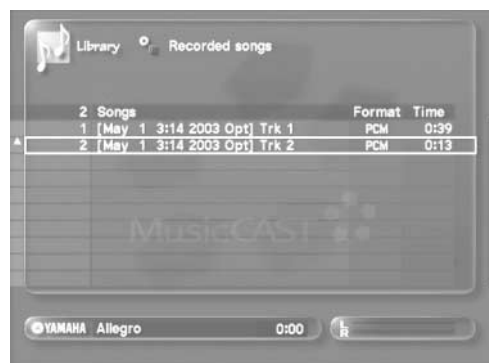 Library Recorded songs
2 Songs Format Time
1 [May 1 3:14 2003 Opt] Trk 1 PCM 0:39
2 [May 1 3:14 2003 Opt] Trk 2 PCM 0:13
MusicCAST
YAMAHA Allegro 0:00 L
R